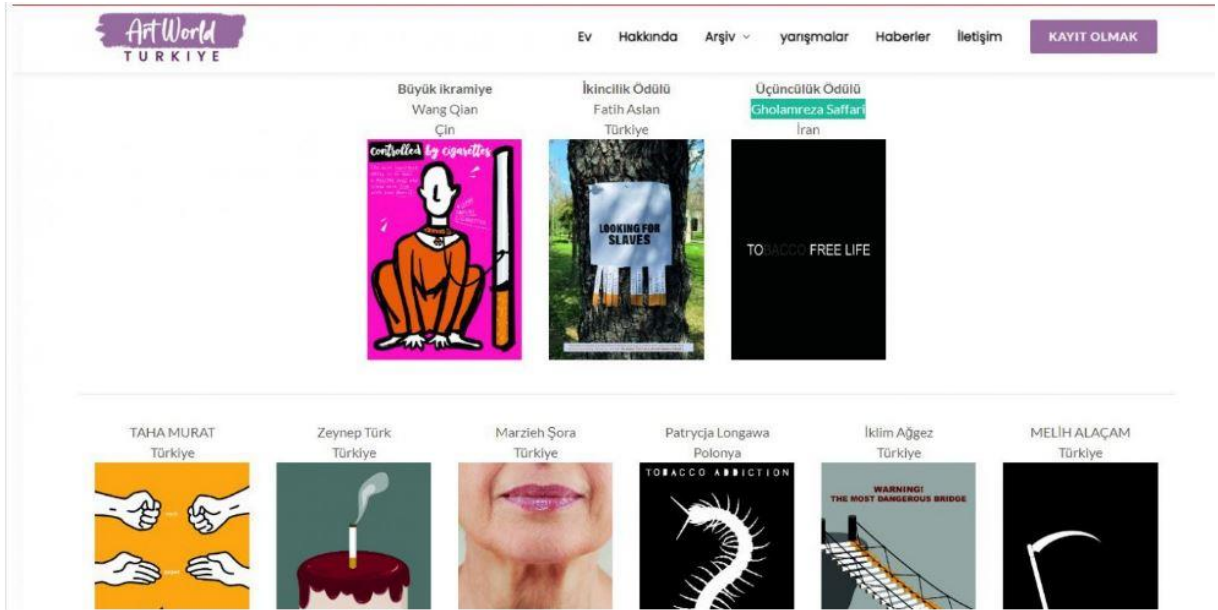 Art World
TURKIYE
Ev Hakkında Arşiv yarışmalar Haberler İletişim KAYIT OLMAK
Büyük ikramiye İkincilik Ödülü Üçüncülük Ödülü
Wang Qian Fatih Aslan Gholamreza Saffari
Çin Türkiye İran
controlled by cigarettes
LOOKING FOR
SLAVES
TOBACCO FREE LIFE
TAHA MURAT Zeynep Türk Marzieh Şora Patrycja Longawa İklim Ağgez MELİH ALAÇAM
Türkiye Türkiye Türkiye Polonya Türkiye Türkiye
TOBACCO ADDICTION
WARNING!
THE MOST DANGEROUS BRIDGE